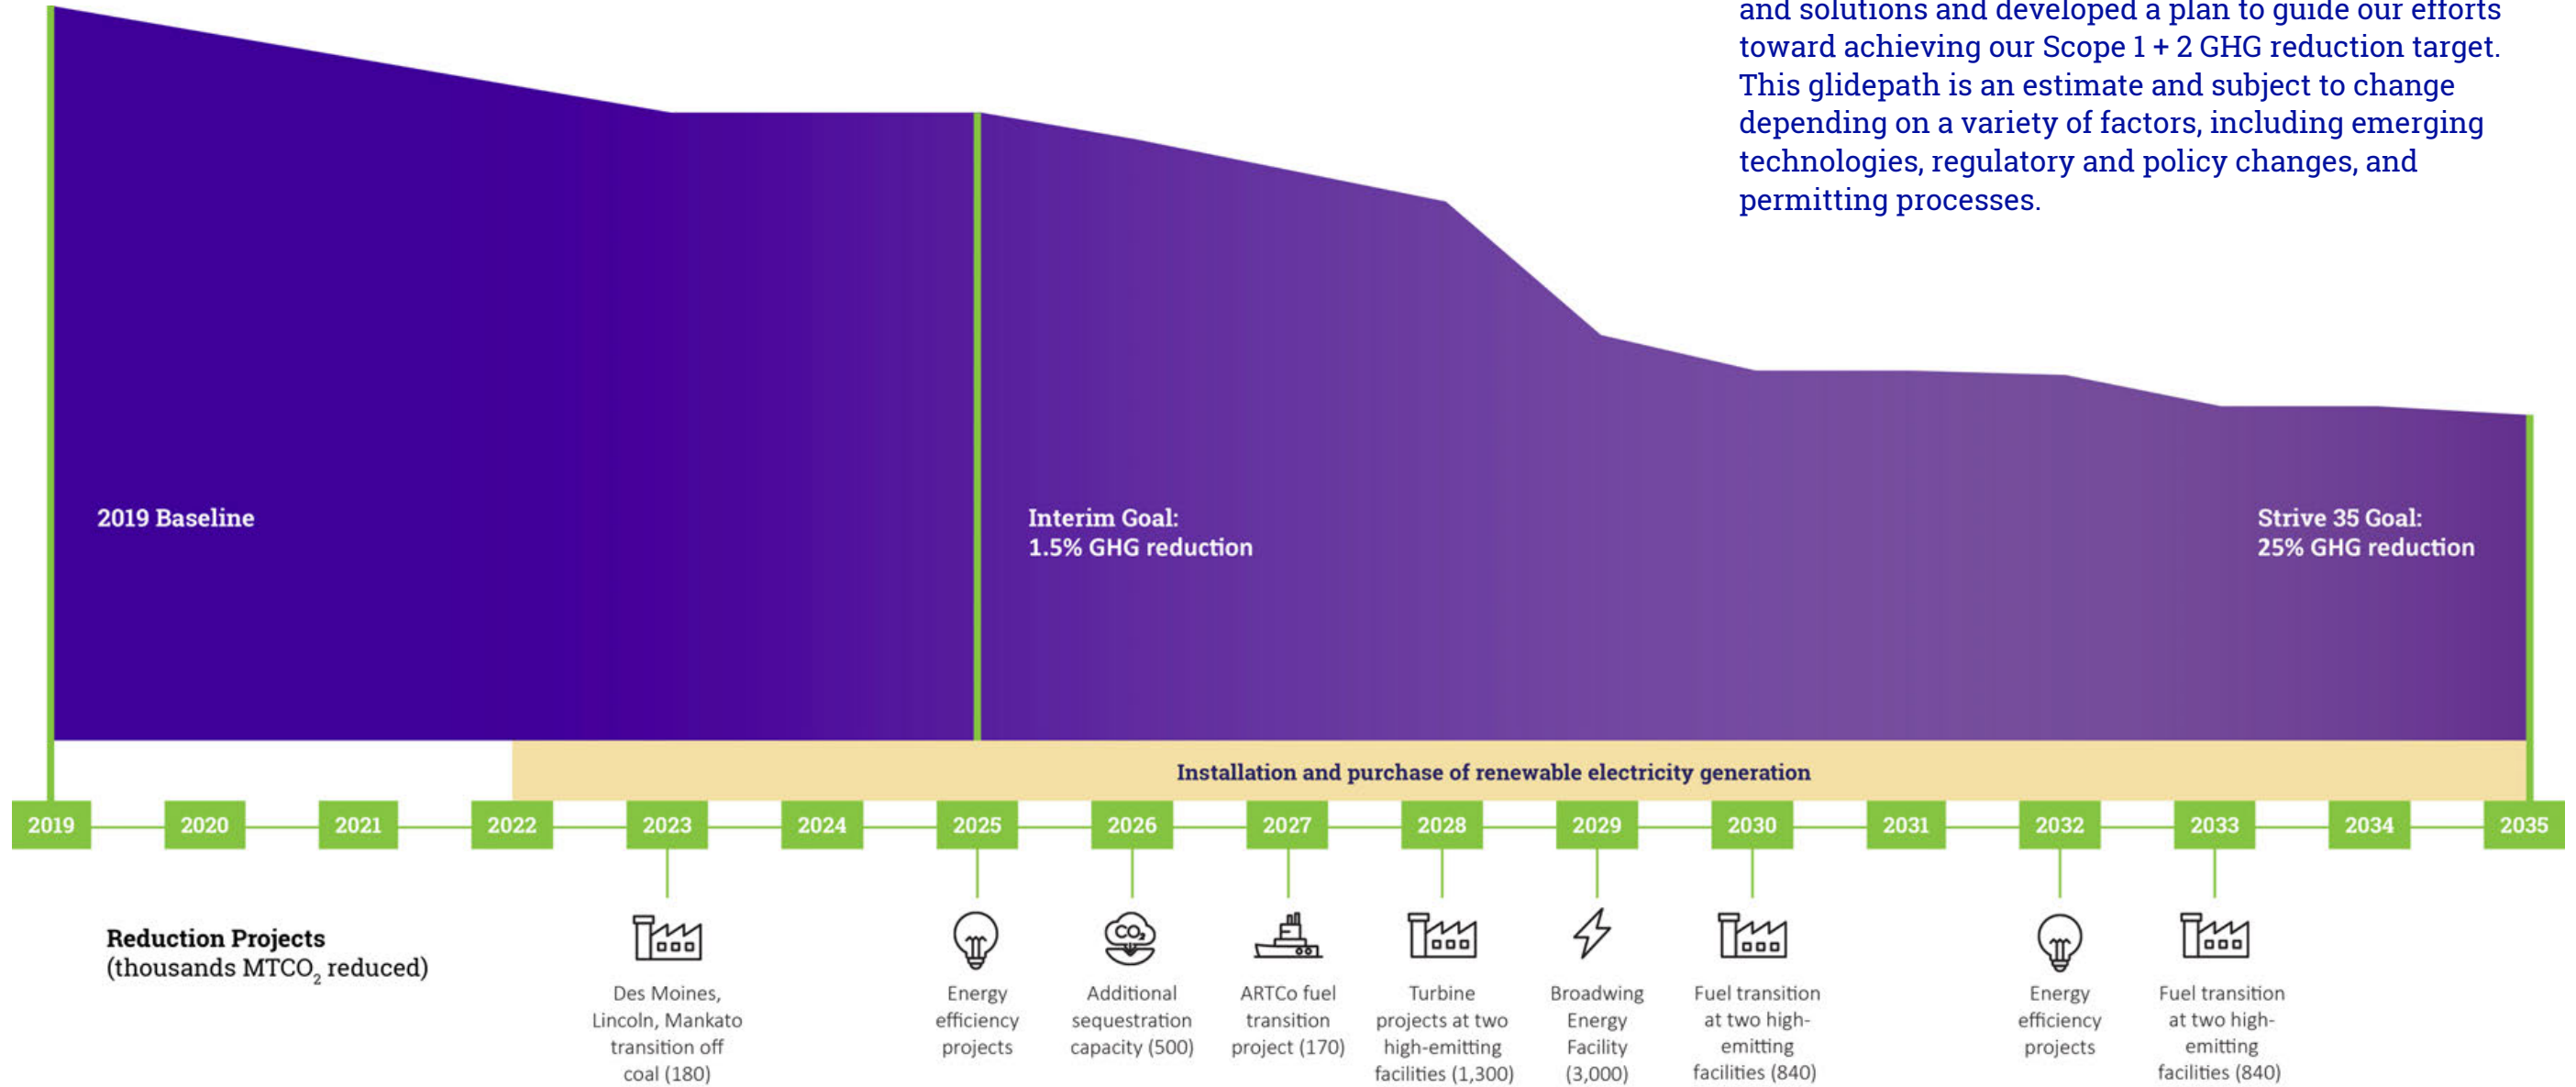 and solutions and developed a plan to guide our efforts
toward achieving our Scope 1 + 2 GHG reduction target.
This glidepath is an estimate and subject to change
depending on a variety of factors, including emerging
technologies, regulatory and policy changes, and
permitting processes.
2019 Baseline
Interim Goal:
1.5% GHG reduction
Strive 35 Goal:
25% GHG reduction
Installation and purchase of renewable electricity generation
2019 2020 2021 2022 2023 2024 2025 2026 2027 2028 2029 2030 2031 2032 2033 2034 2035
Reduction Projects
(thousands MTCO₂ reduced)
Des Moines,
Lincoln, Mankato
transition off
coal (180)
Energy
efficiency
projects
CO₂
Additional
sequestration
capacity (500)
ARTCo fuel
transition
project (170)
Turbine
projects at two
high-emitting
facilities (1,300)
Broadwing
Energy
Facility
(3,000)
Fuel transition
at two high-
emitting
facilities (840)
Energy
efficiency
projects
Fuel transition
at two high-
emitting
facilities (840)